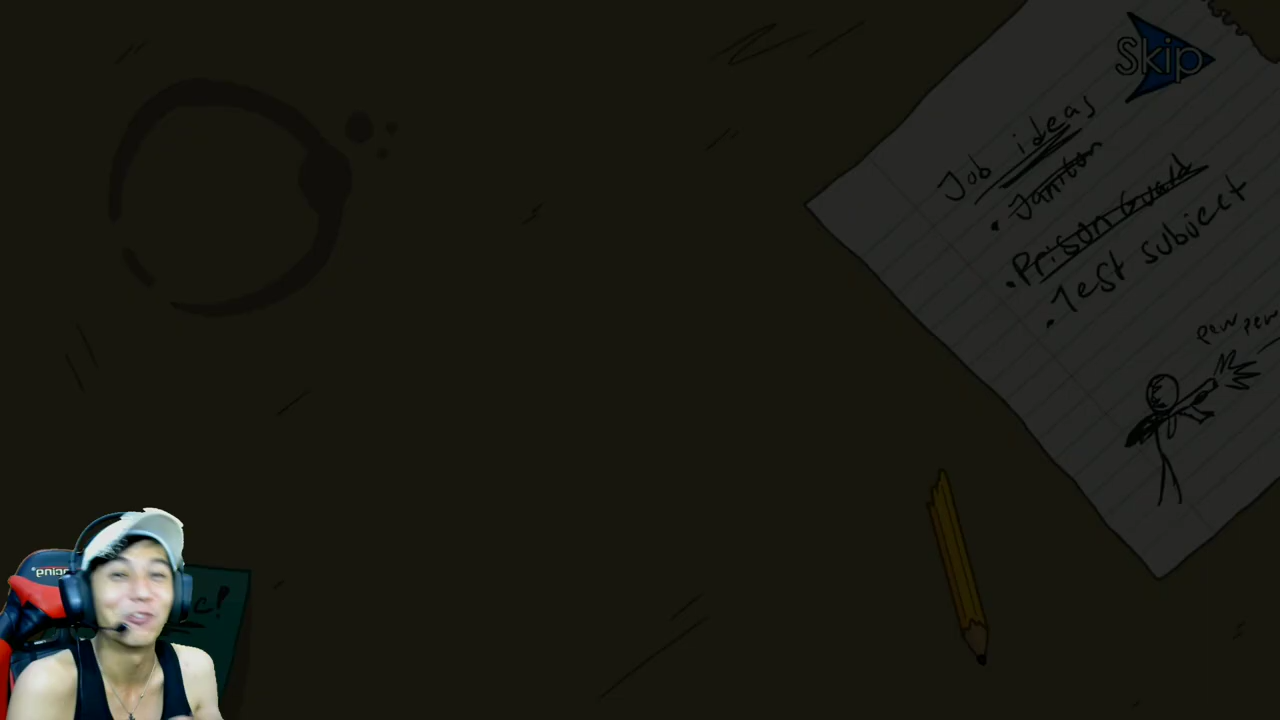 Skip
Job ideas
• Janitor
• Prison Guard
• Test subject
pew pew